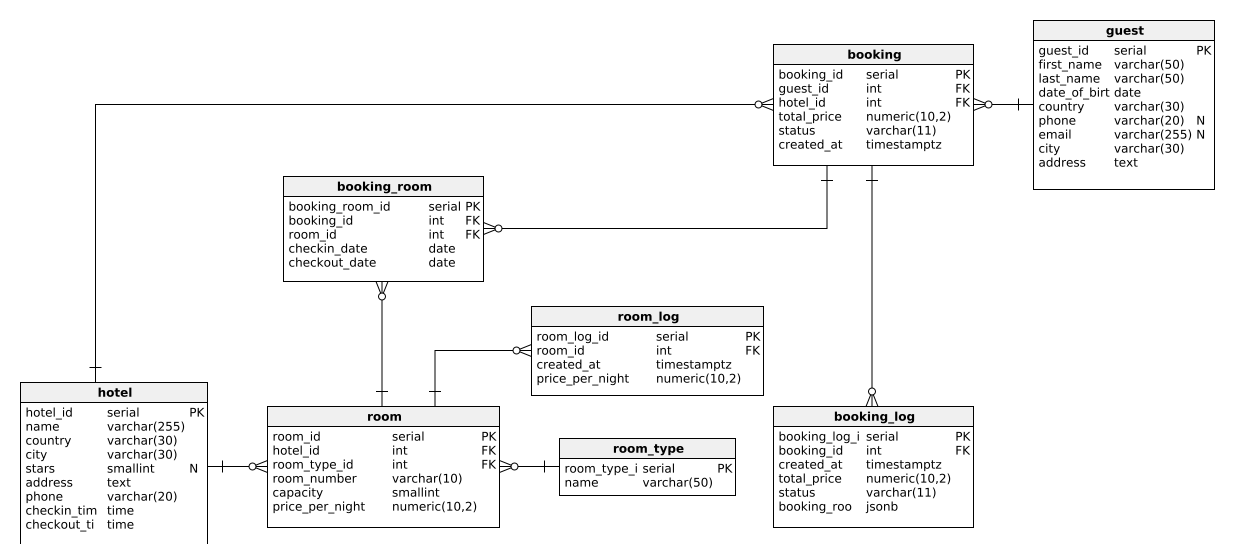 guest
guest_id serial PK
first_name varchar(50)
last_name varchar(50)
date_of_birt date
country varchar(30)
phone varchar(20) N
email varchar(255) N
city varchar(30)
address text
booking
booking_id serial PK
guest_id int FK
hotel_id int FK
total_price numeric(10,2)
status varchar(11)
created_at timestamptz
booking_room
booking_room_id serial PK
booking_id int FK
room_id int FK
checkin_date date
checkout_date date
room_log
room_log_id serial PK
room_id int FK
created_at timestamptz
price_per_night numeric(10,2)
hotel
hotel_id serial PK
name varchar(255)
country varchar(30)
city varchar(30)
stars smallint N
address text
phone varchar(20)
checkin_tim time
checkout_ti time
room
room_id serial PK
hotel_id int FK
room_type_id int FK
room_number varchar(10)
capacity smallint
price_per_night numeric(10,2)
room_type
room_type_i serial PK
name varchar(50)
booking_log
booking_log_i serial PK
booking_id int FK
created_at timestamptz
total_price numeric(10,2)
status varchar(11)
booking_roo jsonb